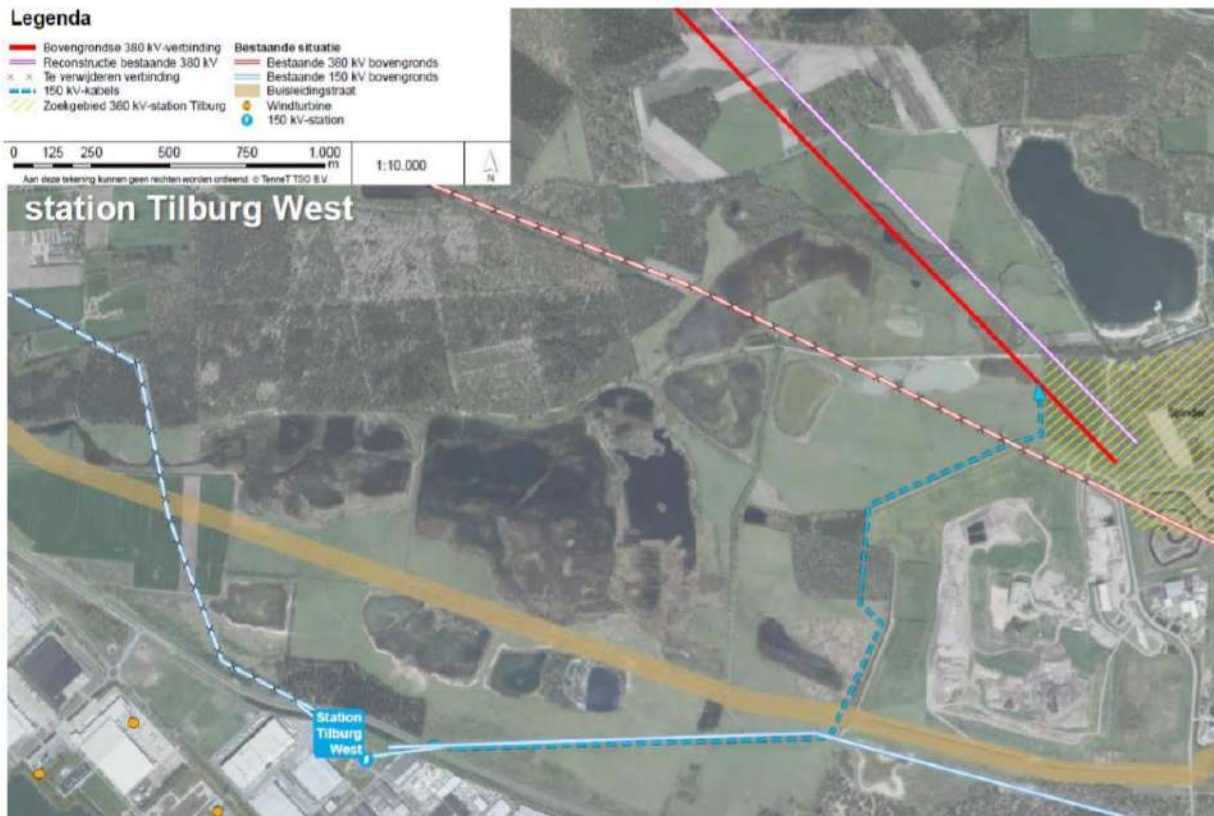 Legenda
Bovengrondse 380 kV-verbinding
Reconstructie bestaande 380 kV
Te verwijderen verbinding
150 kV-kabels
Zoekgebied 380 kV-station Tilburg
Bestaande situatie
Bestaande 380 kV bovengronds
Bestaande 150 kV bovengronds
Buisleidingstraat
Windturbine
150 kV-station
0 125 250 500 750 1.000
m
1:10.000
N
Aan deze tekening kunnen geen rechten worden ontleend. © TenneT TSO B.V.
station Tilburg West
Spinder
Station
Tilburg
West